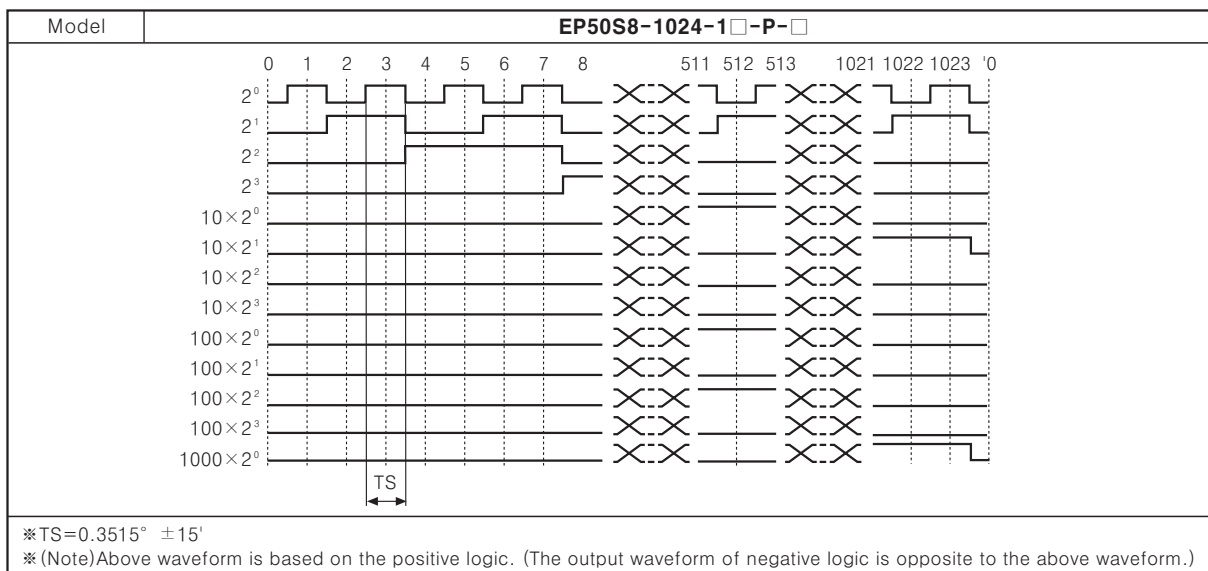 Model EP50S8-1024-1□-P-□
0 1 2 3 4 5 6 7 8 511 512 513 1021 1022 1023 '0
2⁰
2¹
2²
2³
10×2⁰
10×2¹
10×2²
10×2³
100×2⁰
100×2¹
100×2²
100×2³
1000×2⁰
TS
※TS=0.3515° ±15'
※(Note)Above waveform is based on the positive logic. (The output waveform of negative logic is opposite to the above waveform.)